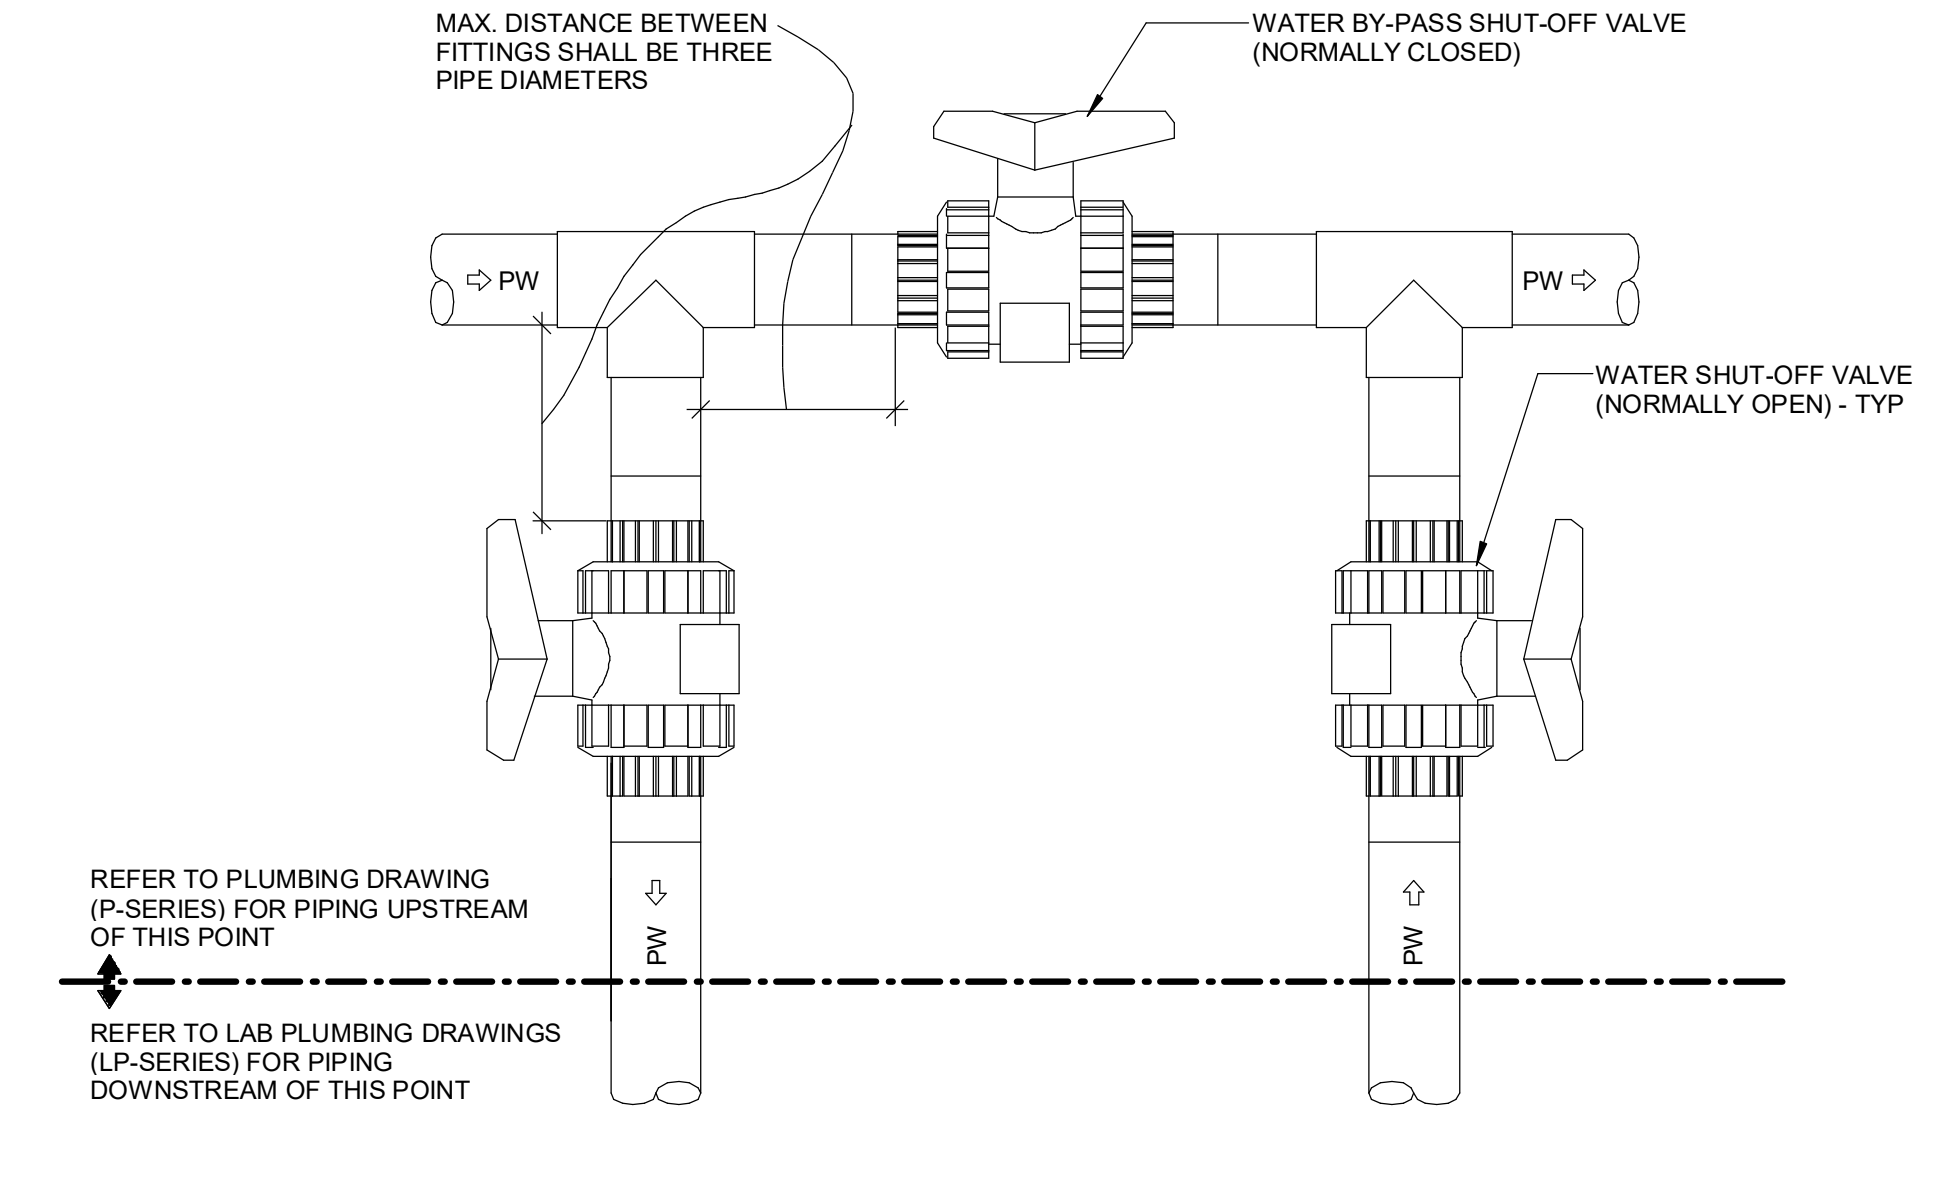 MAX. DISTANCE BETWEEN
FITTINGS SHALL BE THREE
PIPE DIAMETERS
WATER BY-PASS SHUT-OFF VALVE
(NORMALLY CLOSED)
PW
PW
WATER SHUT-OFF VALVE
(NORMALLY OPEN) - TYP
REFER TO PLUMBING DRAWING
(P-SERIES) FOR PIPING UPSTREAM
OF THIS POINT
PW
PW
REFER TO LAB PLUMBING DRAWINGS
(LP-SERIES) FOR PIPING
DOWNSTREAM OF THIS POINT